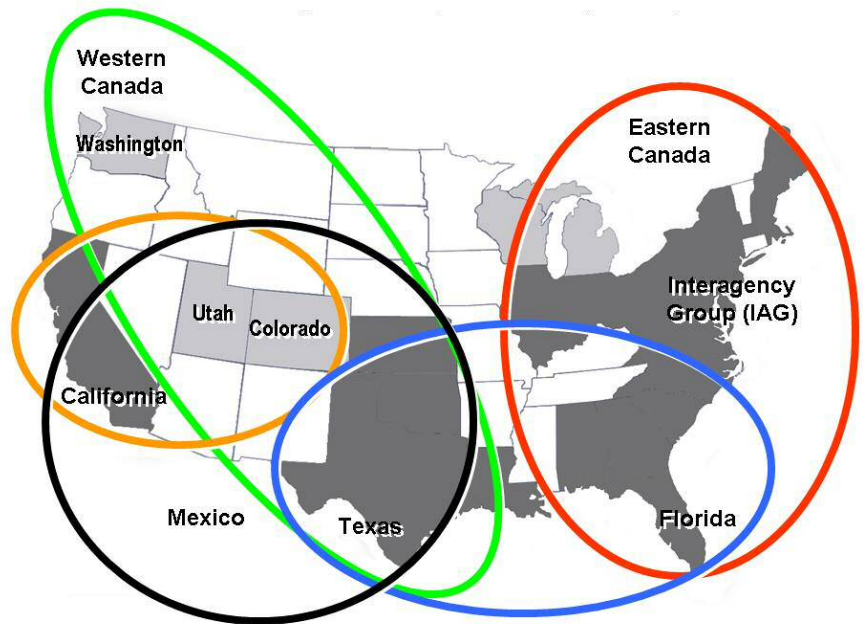 Western
Canada
Eastern
Canada
Washington
Interagency
Group (IAG)
Utah
Colorado
California
Mexico
Texas
Florida